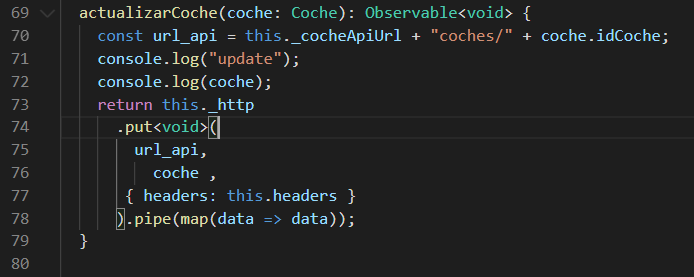 69 actualizarCoche(coche: Coche): Observable<void> {
70 const url_api = this._cocheApiUrl + "coches/" + coche.idCoche;
71 console.log("update");
72 console.log(coche);
73 return this._http
74 .put<void>(
75 url_api,
76 coche ,
77 { headers: this.headers }
78 ).pipe(map(data => data));
79 }
80